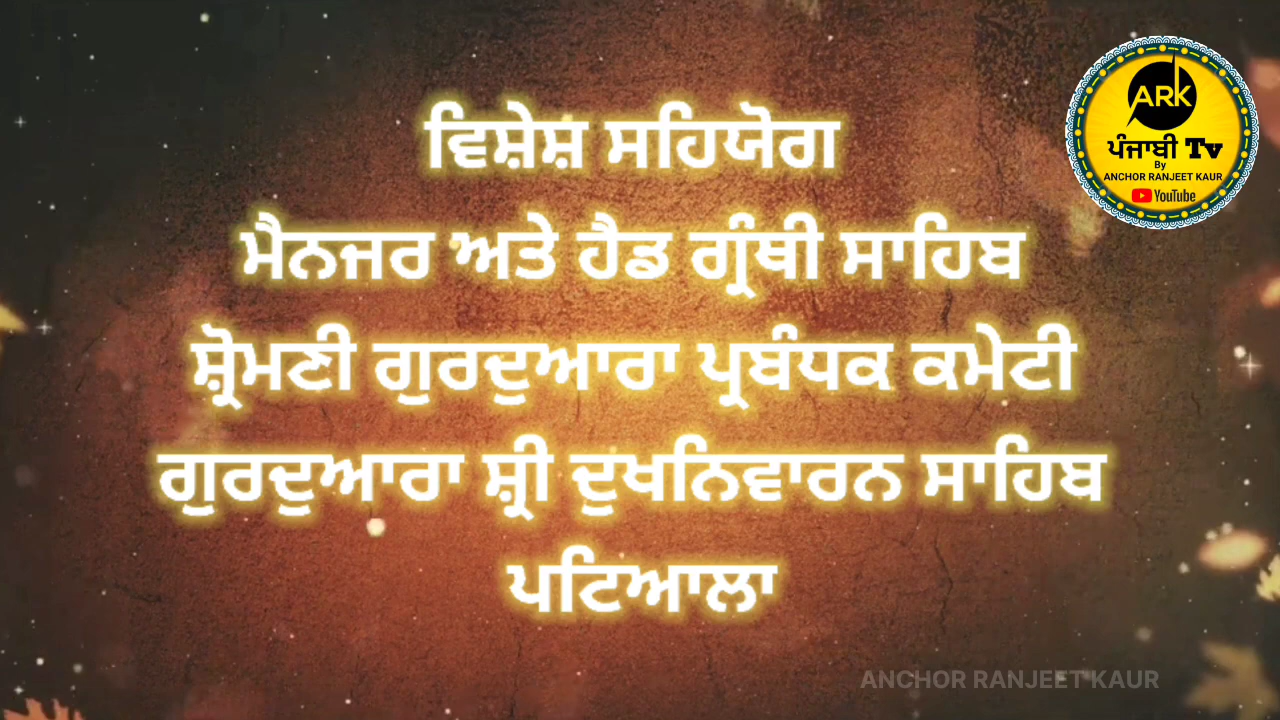 ਵਿਸ਼ੇਸ਼ ਸਹਿਯੋਗ
ਮੈਨਜਰ ਅਤੇ ਹੈਡ ਗ੍ਰੰਥੀ ਸਾਹਿਬ
ਸ਼੍ਰੋਮਣੀ ਗੁਰਦੁਆਰਾ ਪ੍ਰਬੰਧਕ ਕਮੇਟੀ
ਗੁਰਦੁਆਰਾ ਸ਼੍ਰੀ ਦੁਖਨਿਵਾਰਨ ਸਾਹਿਬ
ਪਟਿਆਲਾ
ARK
ਪੰਜਾਬੀ Tv
By
ANCHOR RANJEET KAUR
YouTube
ANCHOR RANJEET KAUR